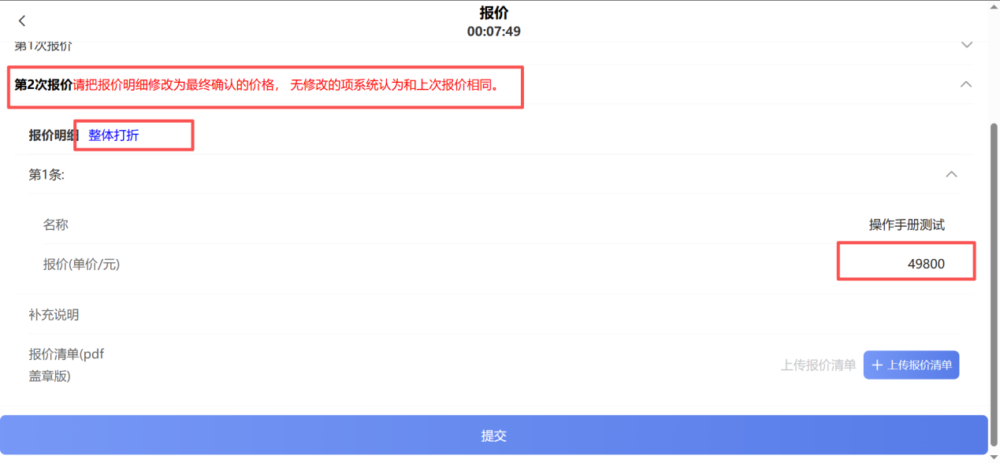 报价
00:07:49
第1次报价
第2次报价请把报价明细修改为最终确认的价格， 无修改的项系统认为和上次报价相同。
报价明细 整体打折
第1条:
名称 操作手册测试
报价(单价/元) 49800
补充说明
报价清单(pdf
盖章版)
上传报价清单 + 上传报价清单
提交